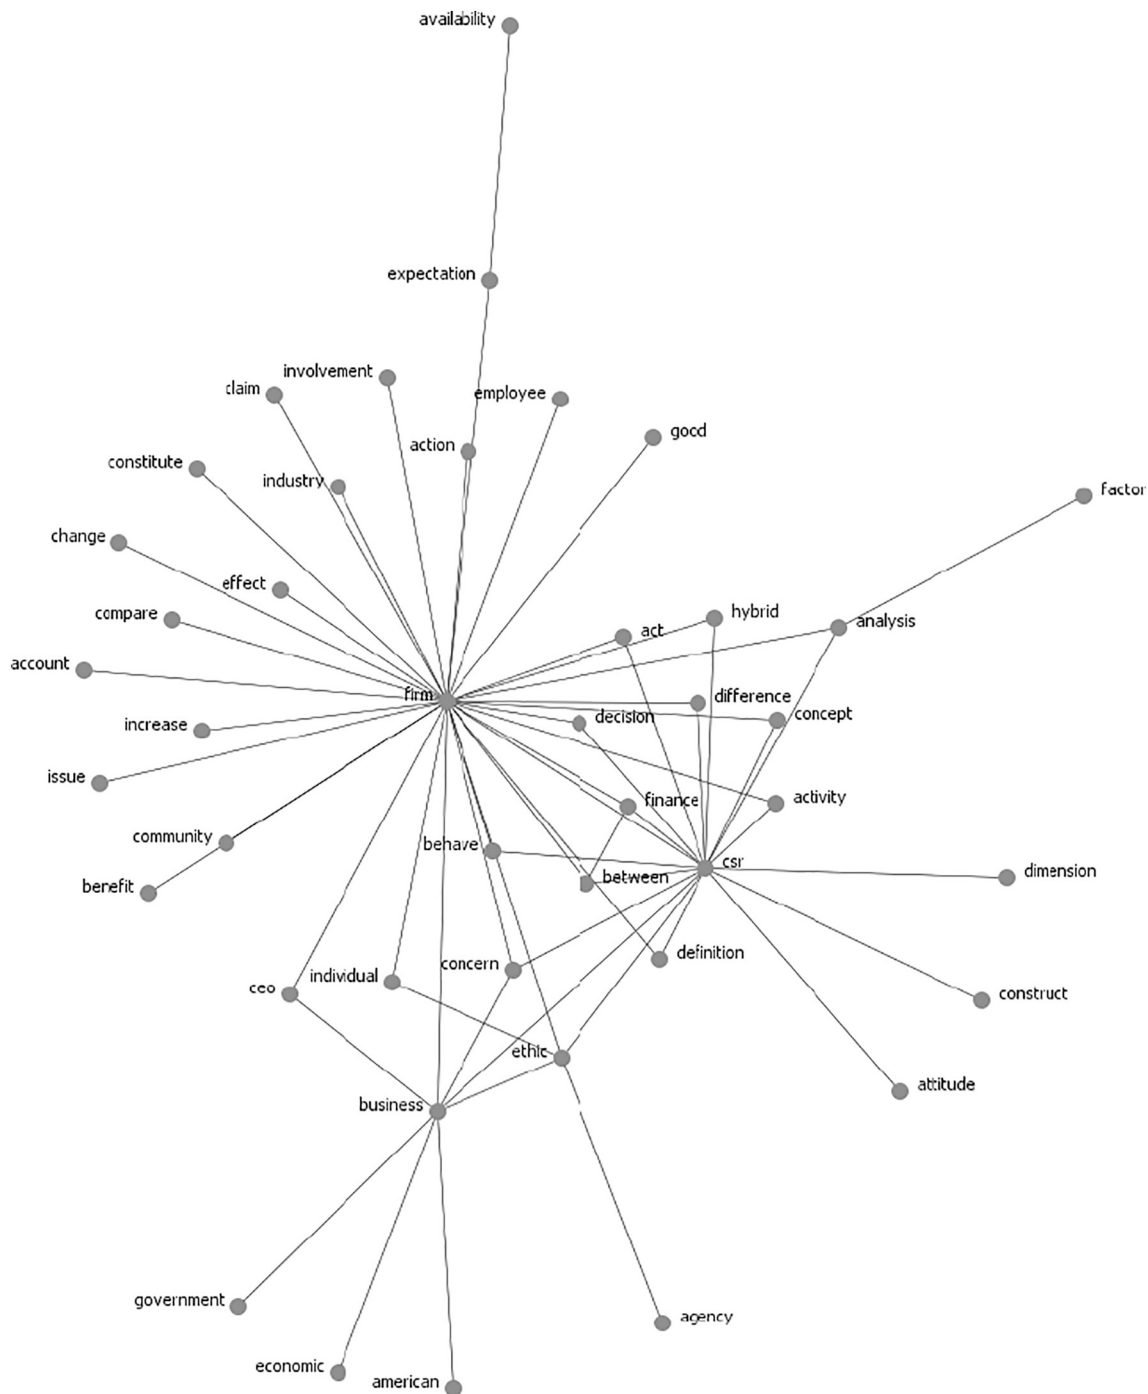 availability
expectation
involvement
claim
employee
action
good
constitute
industry
factor
change
effect
compare
hybrid
analysis
act
account
firm
difference
decision
concept
increase
issue
finance
activity
community
behave
csr
between
dimension
benefit
definition
concern
individual
ceo
construct
ethic
attitude
business
government
agency
economic
american